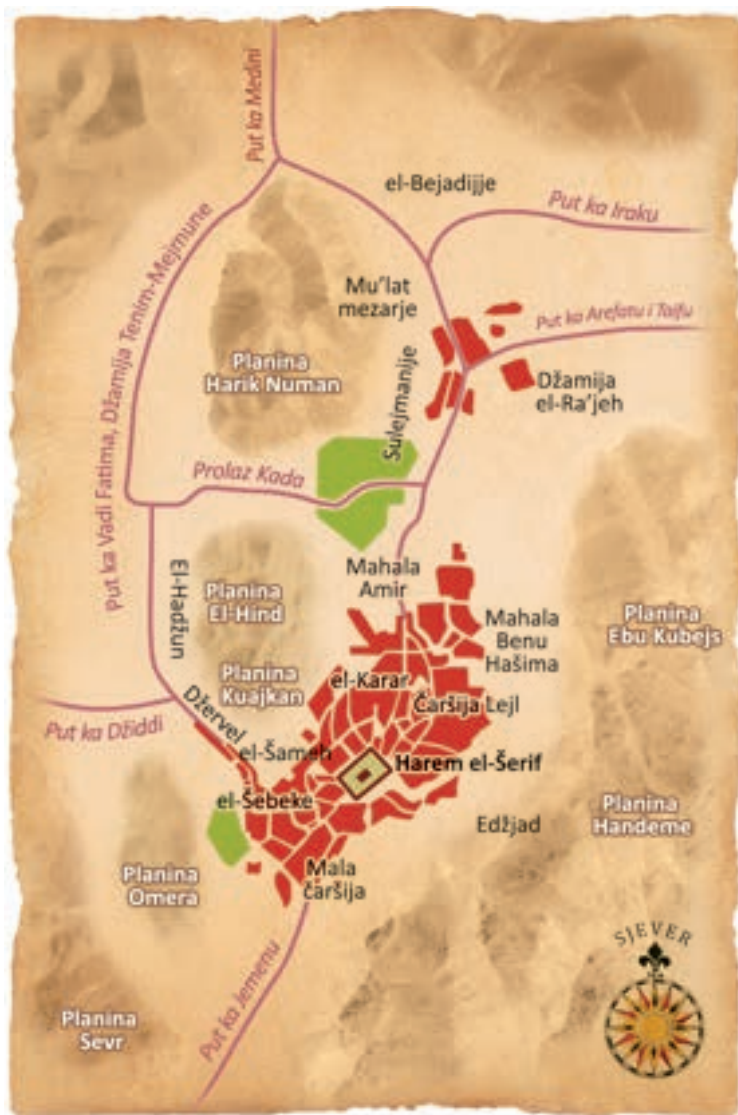 Put ka Medini
el-Bejadijje
Put ka Iraku
Put ka Vadi Fatima, Džamija Tenim-Mejmune
Mu'lat
mezarje
Put ka Arefatu i Taifu
Planina
Harik Numan
Sulejmanije
Džamija
el-Ra'jeh
Prolaz Kada
El-Hadžun
Mahala
Amir
Planina
El-Hind
Mahala
Benu
Hašima
Planina
Ebu Kubejs
Planina
Kuajkan
el-Karar
Čaršija Lejl
Put ka Džiddi
Džervel
el-Šameh
Harem el-Šerif
el-Šebeke
Edžjad
Planina
Handeme
Planina
Omera
Mala
čaršija
SJEVER
Put ka Jemenu
Planina
Sevr